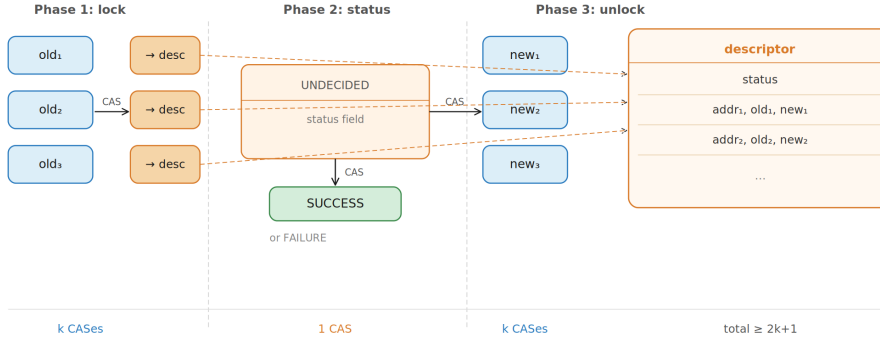 Phase 1: lock
old₁
→ desc
old₂
CAS
→ desc
old₃
→ desc
k CASes
Phase 2: status
UNDECIDED
status field
CAS
SUCCESS
or FAILURE
1 CAS
Phase 3: unlock
CAS
new₁
new₂
new₃
k CASes
descriptor
status
addr₁, old₁, new₁
addr₂, old₂, new₂
...
total ≥ 2k+1